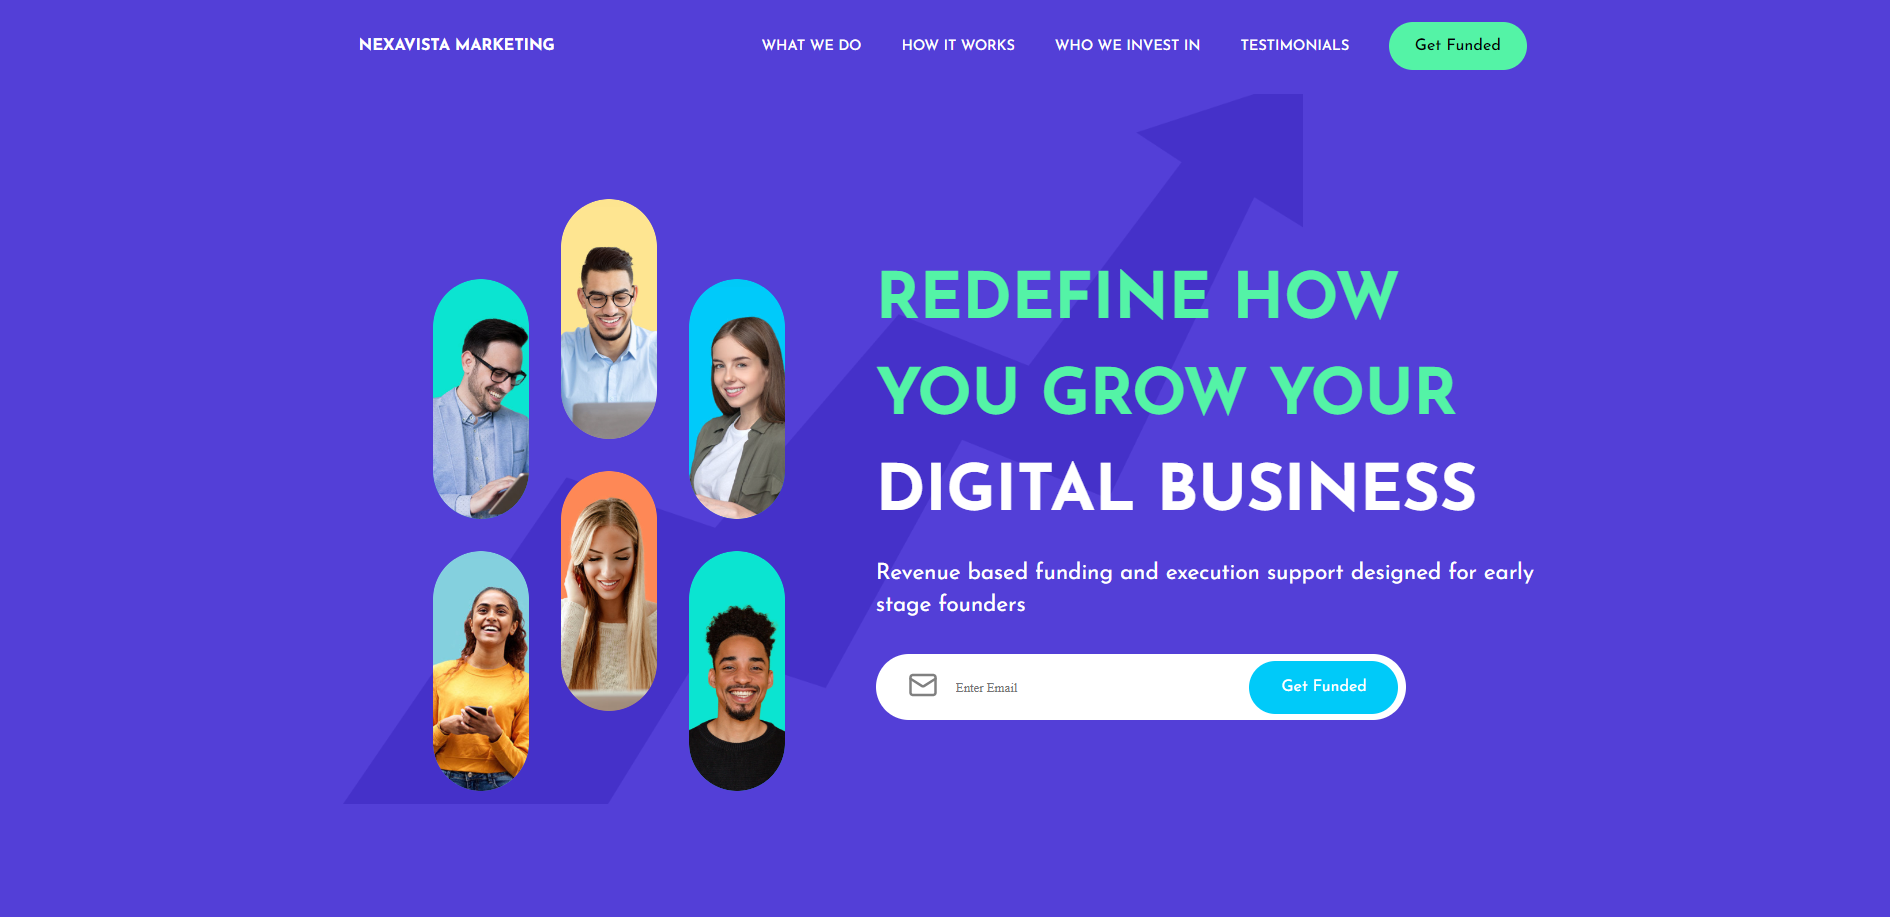 NEXAVISTA MARKETING
WHAT WE DO
HOW IT WORKS
WHO WE INVEST IN
TESTIMONIALS
Get Funded
REDEFINE HOW
YOU GROW YOUR
DIGITAL BUSINESS
Revenue based funding and execution support designed for early
stage founders
Enter Email
Get Funded